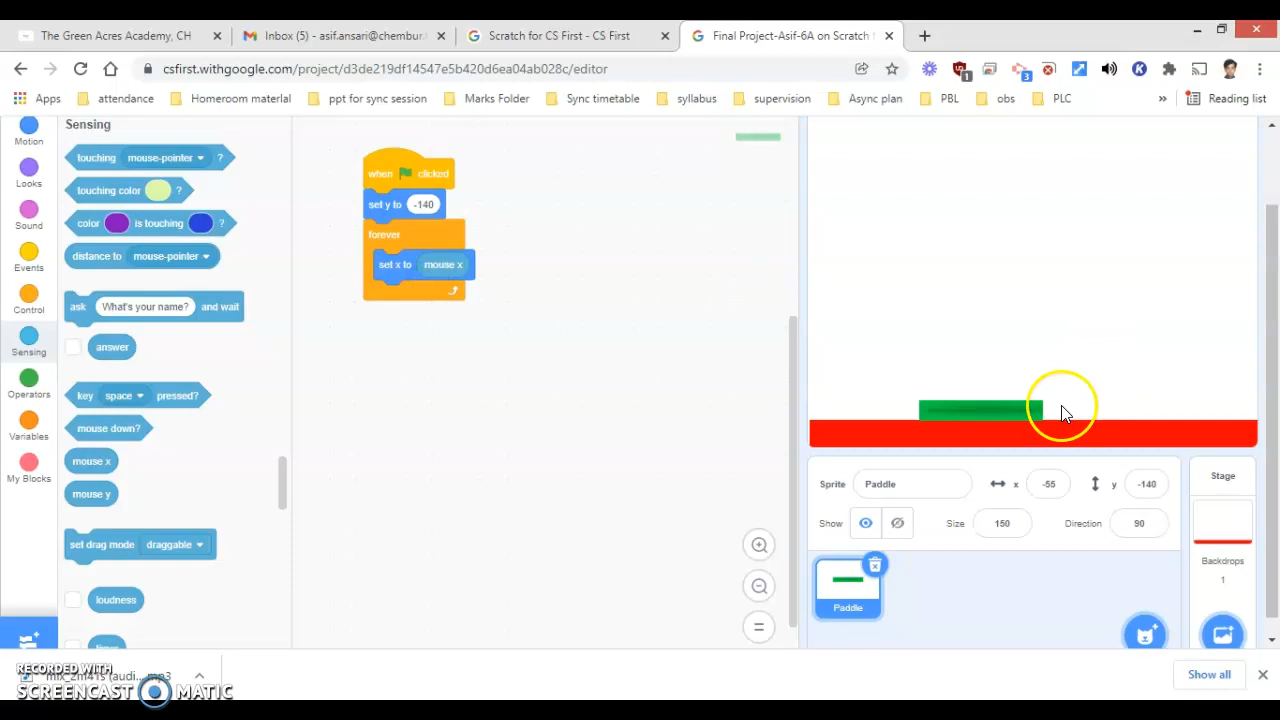 The Green Acres Academy, CH
Inbox (5) - asif.ansari@chembur.
Scratch for CS First - CS First
Final Project-Asif-6A on Scratch f
csfirst.withgoogle.com/project/d3de219df14547e5b420d6ea04ab028c/editor
1
3
K
Apps
attendance
Homeroom material
ppt for sync session
Marks Folder
Sync timetable
syllabus
supervision
Async plan
PBL
obs
PLC
»
Reading list
Motion
Looks
Sound
Events
Control
Sensing
Operators
Variables
My Blocks
Sensing
touching mouse-pointer ?
touching color ?
color is touching ?
distance to mouse-pointer
ask What's your name? and wait
answer
key space pressed?
mouse down?
mouse x
mouse y
set drag mode draggable
loudness
when clicked
set y to -140
forever
set x to mouse x
Sprite Paddle x -55 y -140
Show Size 150 Direction 90
Paddle
Stage
Backdrops
1
mix_2m41s (audi....mp3
Show all
RECORDED WITH
SCREENCAST MATIC